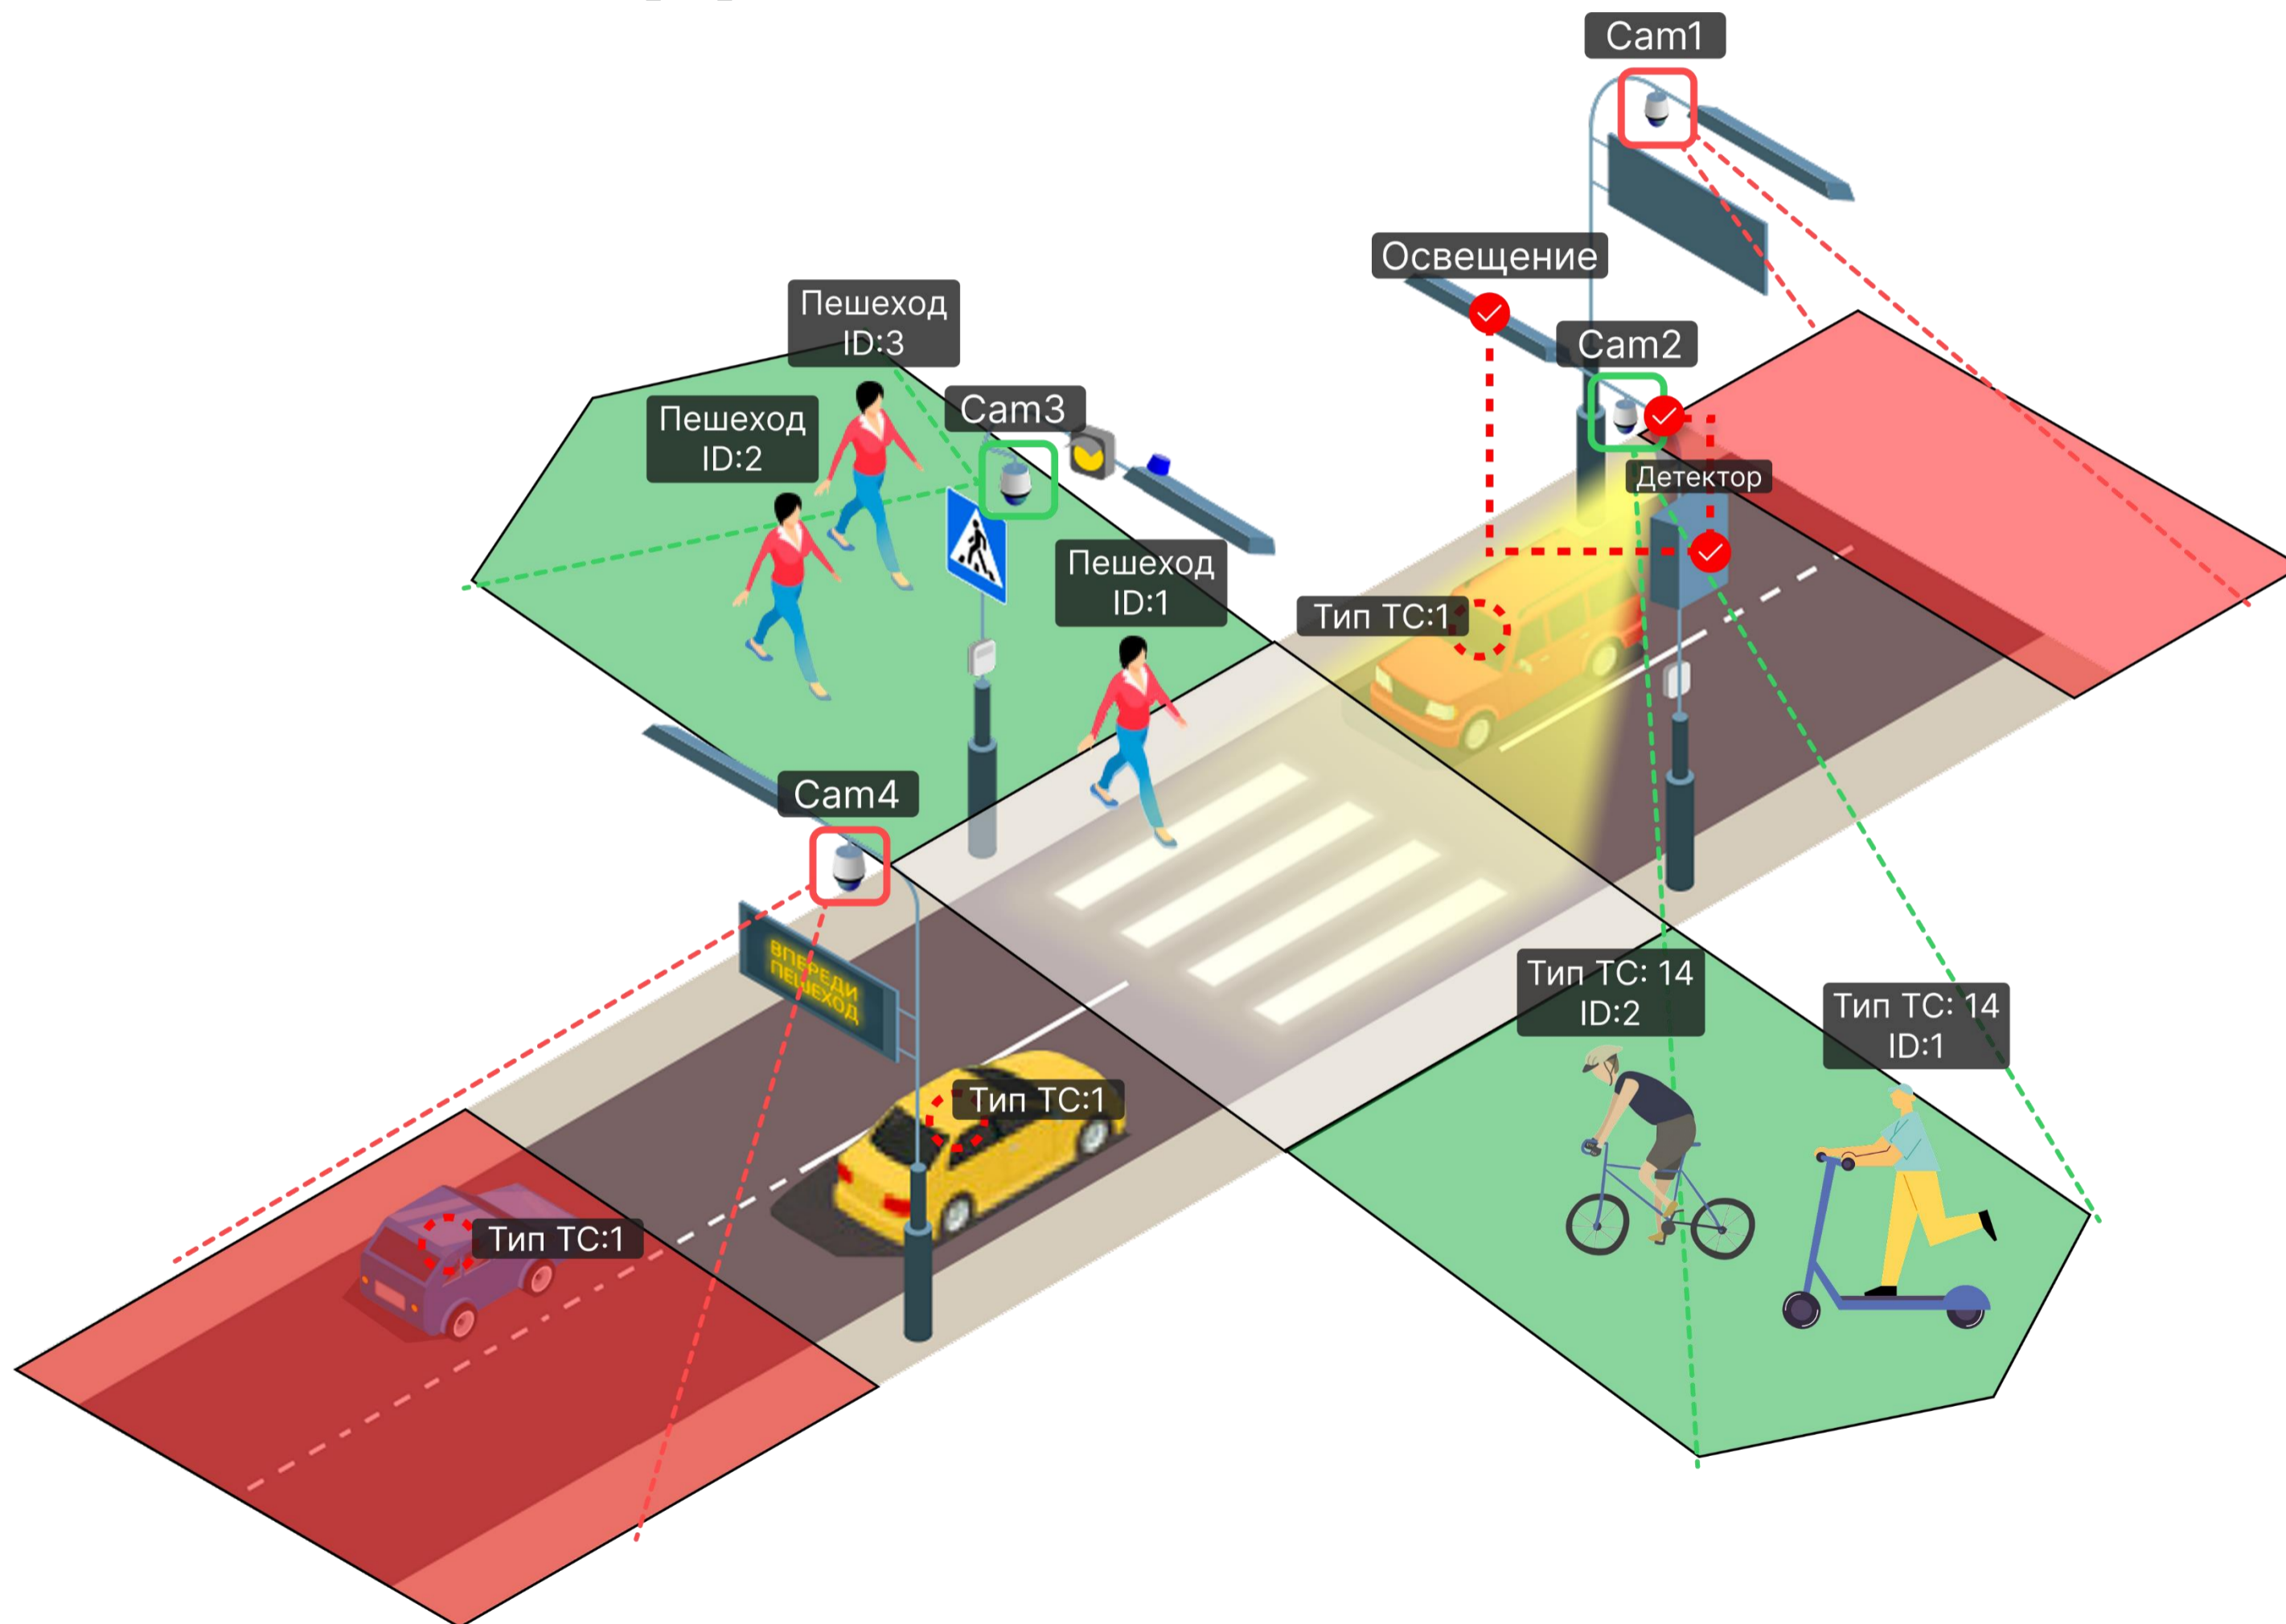 Cam1
Освещение
Cam2
Детектор
Пешеход
ID:3
Cam3
Пешеход
ID:2
Пешеход
ID:1
Тип ТС:1
Cam4
ВПЕРЕДИ
ПЕШЕХОД
Тип ТС: 14
ID:2
Тип ТС: 14
ID:1
Тип ТС:1
Тип ТС:1